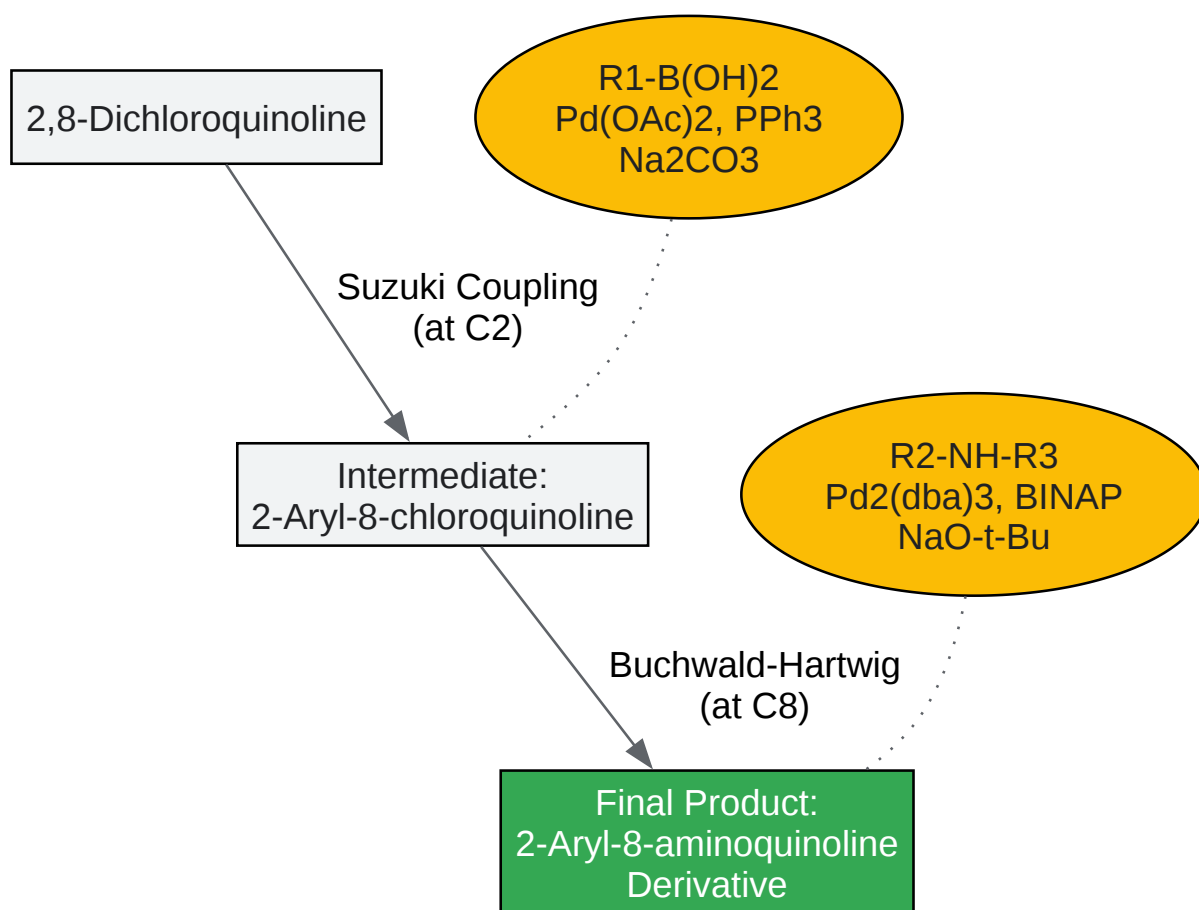 2,8-Dichloroquinoline
R1-B(OH)2
Pd(OAc)2, PPh3
Na2CO3
Suzuki Coupling
(at C2)
Intermediate:
2-Aryl-8-chloroquinoline
R2-NH-R3
Pd2(dba)3, BINAP
NaO-t-Bu
Buchwald-Hartwig
(at C8)
Final Product:
2-Aryl-8-aminoquinoline
Derivative